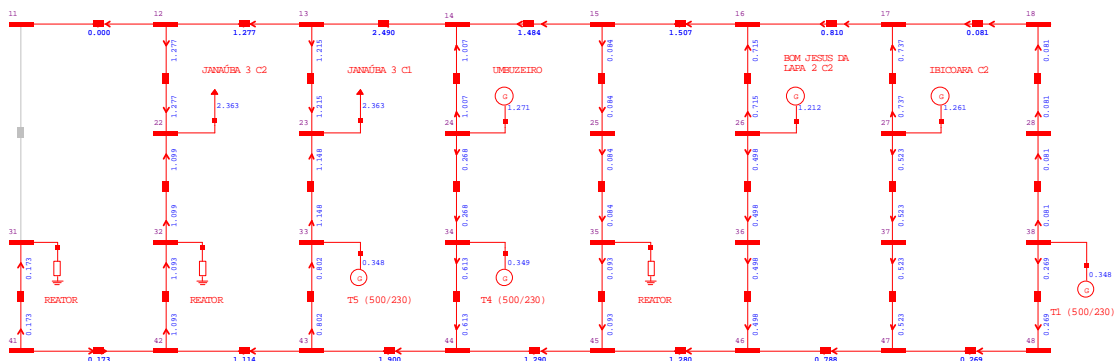 11 12 13 14 15 16 17 18
0.000 1.277 2.490 1.484 1.507 0.810 0.081
1.277 1.215 1.007 0.084 0.715 0.737 0.081
JANAÚBA 3 C2 JANAÚBA 3 C1 UMBUZEIRO BOM JESUS DA
LAPA 2 C2 IBICOARA C2
G G G
2.363 2.363 1.271 1.212 1.261
1.277 1.215 1.007 0.084 0.715 0.737 0.081
22 23 24 25 26 27 28
1.099 1.148 0.268 0.084 0.498 0.523 0.081
1.099 1.148 0.268 0.084 0.498 0.523 0.081
31 32 33 34 35 36 37 38
0.173 1.093 0.802 0.348 0.613 0.349 0.093 0.498 0.523 0.269 0.348
G G G
REATOR REATOR T5 (500/230) T4 (500/230) REATOR T1 (500/230)
0.173 1.093 0.802 0.613 0.093 0.498 0.523 0.269
41 42 43 44 45 46 47 48
0.173 1.114 1.900 1.290 1.280 0.788 0.269